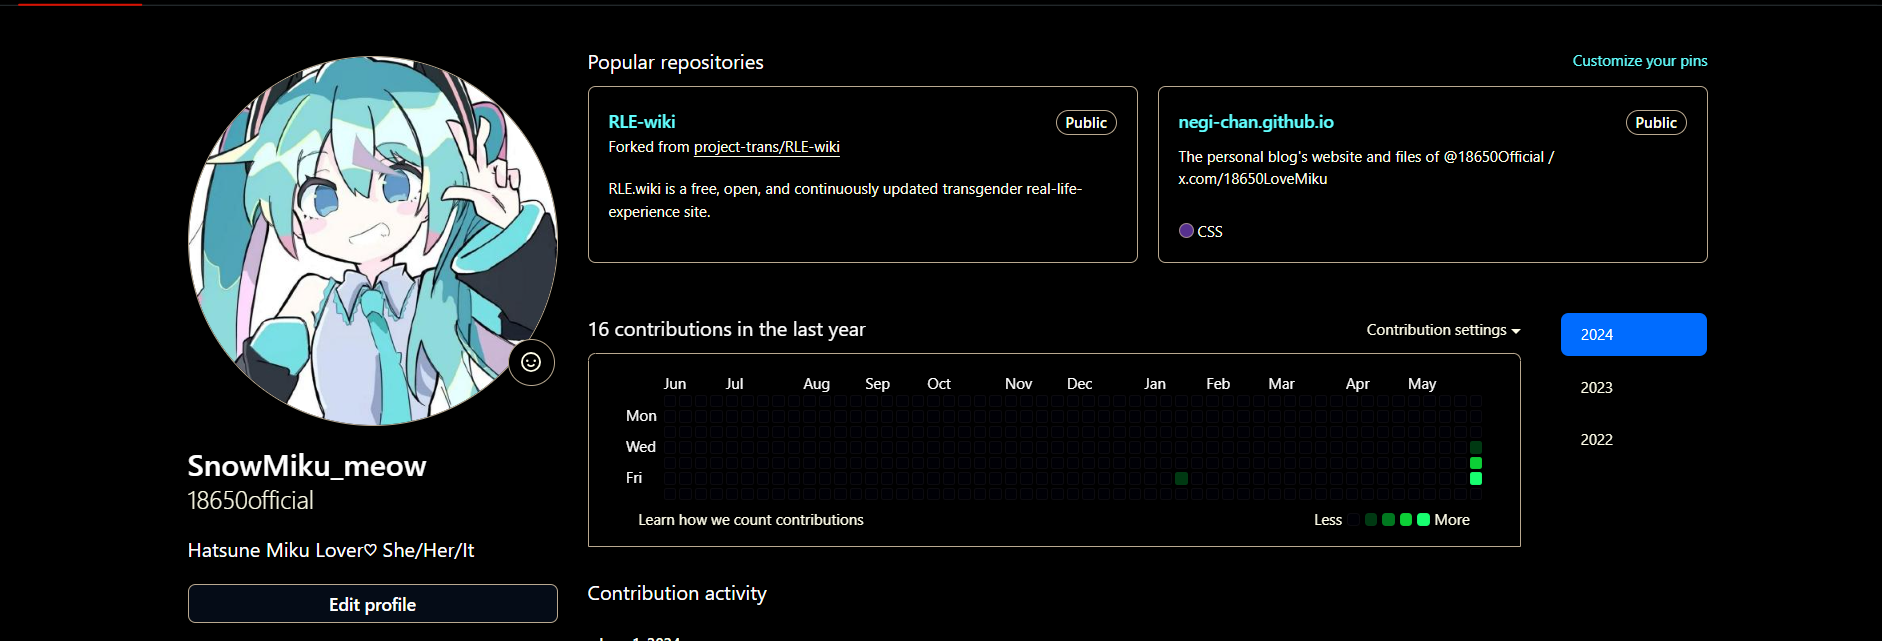 Popular repositories
Customize your pins
RLE-wiki
Public
Forked from project-trans/RLE-wiki
RLE.wiki is a free, open, and continuously updated transgender real-life-
experience site.
negi-chan.github.io
Public
The personal blog's website and files of @18650Official /
x.com/18650LoveMiku
CSS
SnowMiku_meow
18650official
Hatsune Miku Lover♡ She/Her/It
Edit profile
16 contributions in the last year
Contribution settings
2024
2023
2022
Jun Jul Aug Sep Oct Nov Dec Jan Feb Mar Apr May
Mon
Wed
Fri
Learn how we count contributions
Less More
Contribution activity